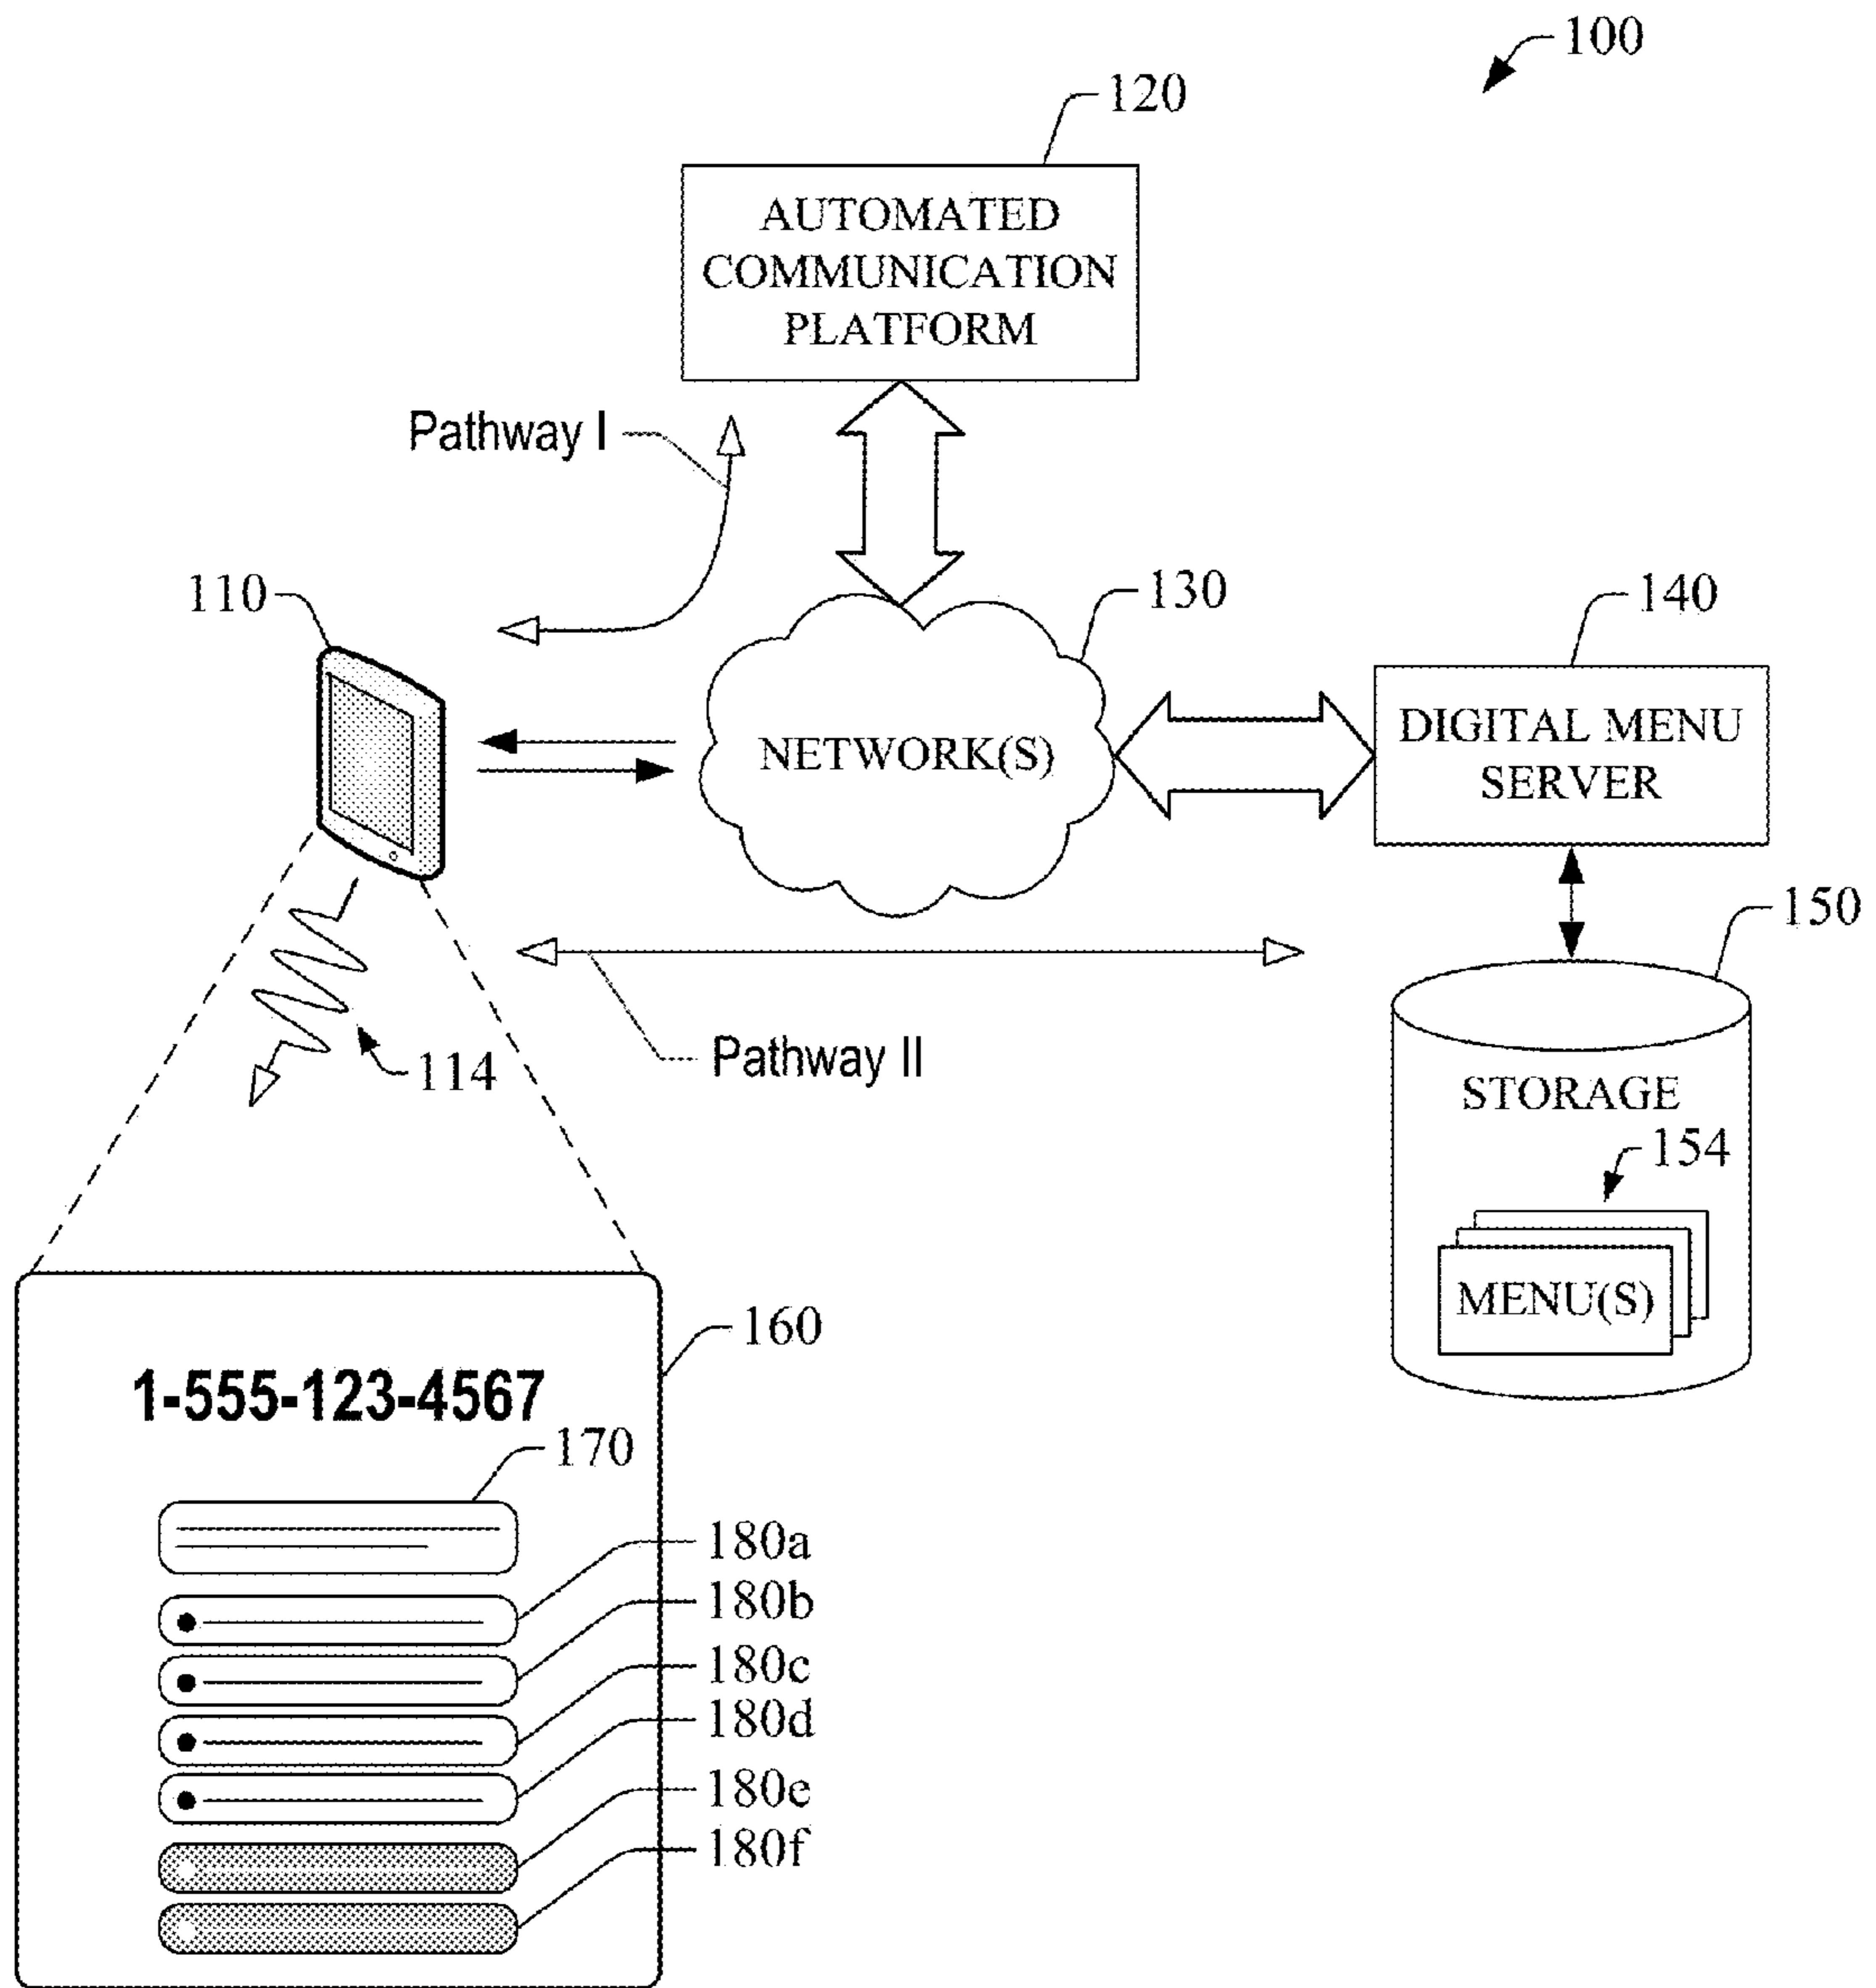 100
120
AUTOMATED
COMMUNICATION
PLATFORM
Pathway I
110
130
140
NETWORK(S)
DIGITAL MENU
SERVER
150
114
Pathway II
STORAGE
154
MENU(S)
160
1-555-123-4567
170
180a
180b
180c
180d
180e
180f